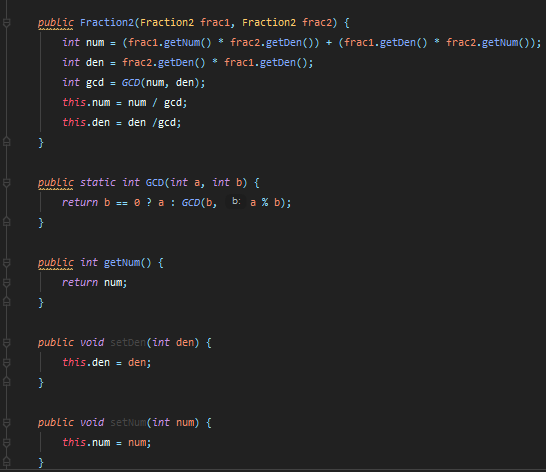 public Fraction2(Fraction2 frac1, Fraction2 frac2) {
int num = (frac1.getNum() * frac2.getDen()) + (frac1.getDen() * frac2.getNum());
int den = frac2.getDen() * frac1.getDen();
int gcd = GCD(num, den);
this.num = num / gcd;
this.den = den /gcd;
}
public static int GCD(int a, int b) {
return b == 0 ? a : GCD(b, b: a % b);
}
public int getNum() {
return num;
}
public void setDen(int den) {
this.den = den;
}
public void setNum(int num) {
this.num = num;
}